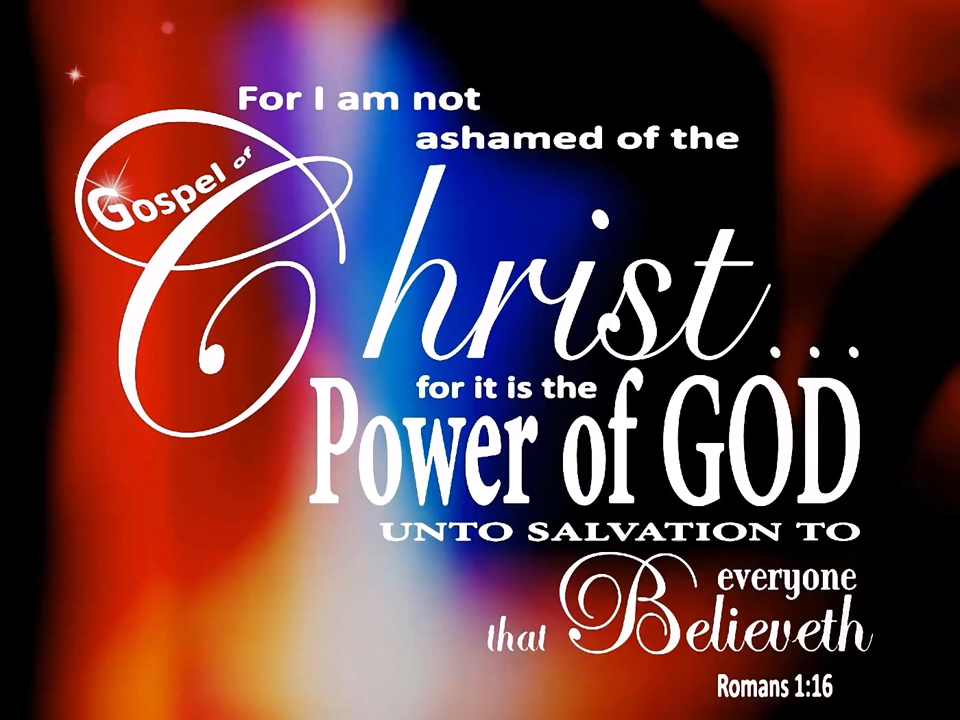 For I am not
ashamed of the
Gospel of
Christ...
for it is the
Power of GOD
UNTO SALVATION TO
everyone
that Believeth
Romans 1:16